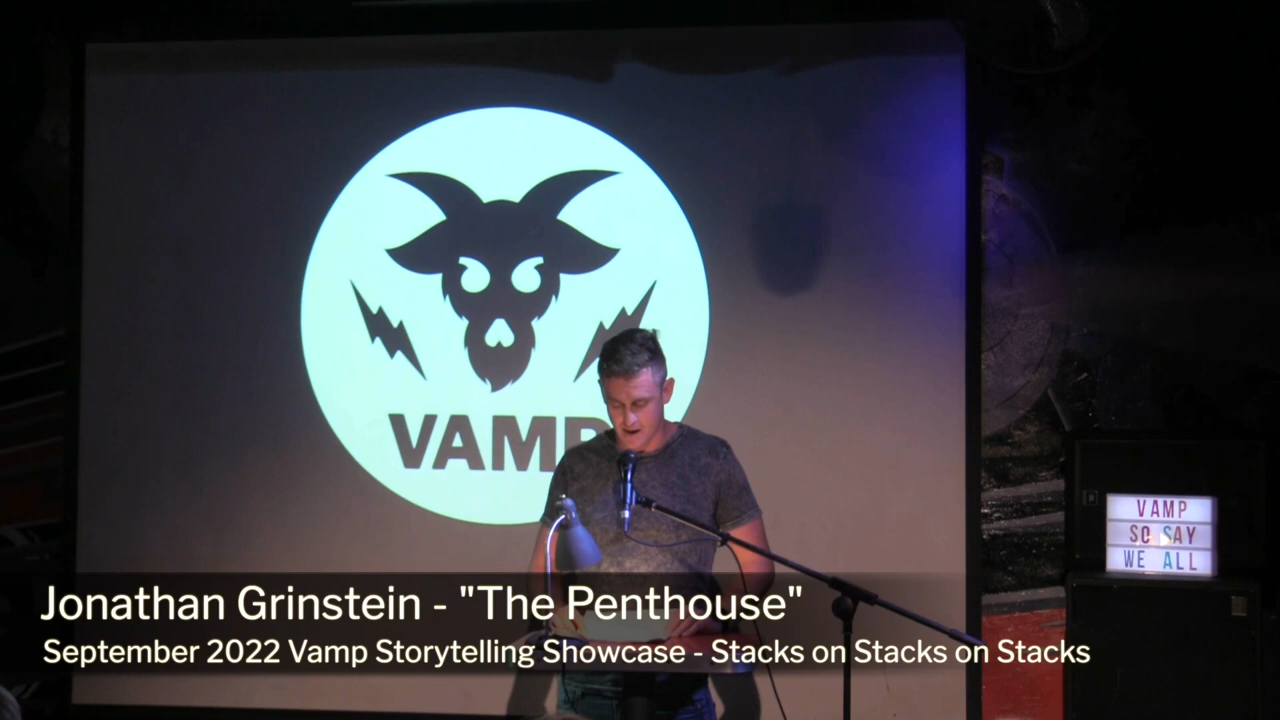 VAMP
VAMP
SO SAY
WE ALL
Jonathan Grinstein - "The Penthouse"
September 2022 Vamp Storytelling Showcase - Stacks on Stacks on Stacks